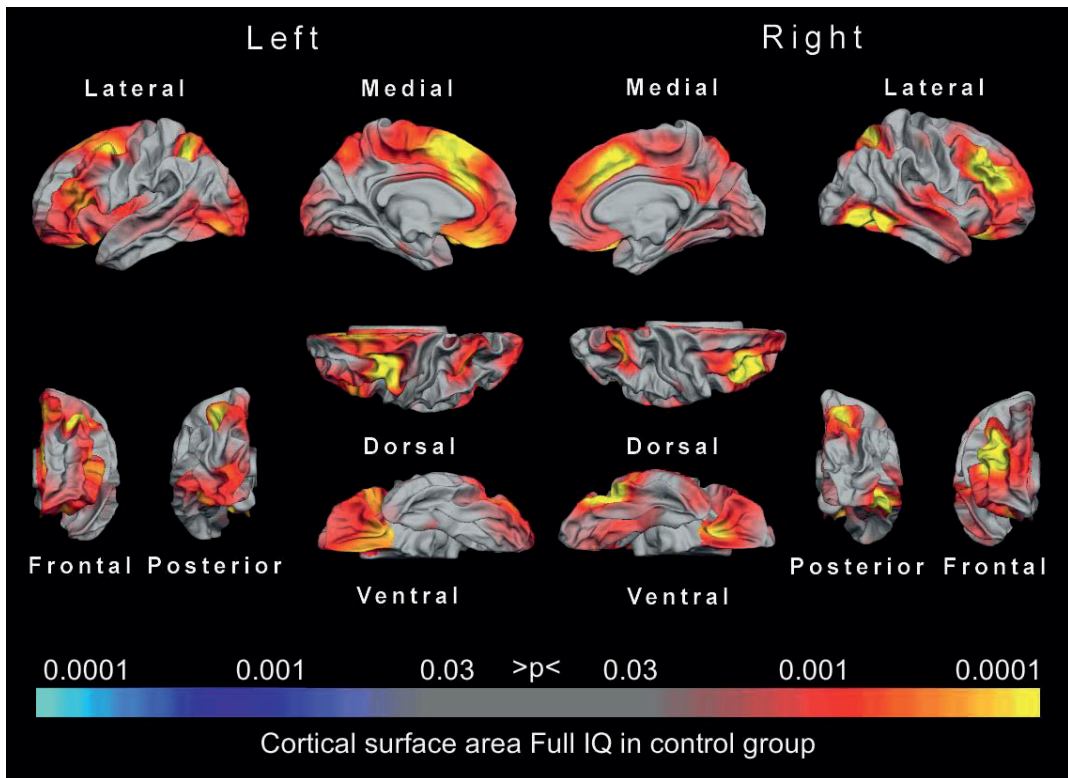 Left Right
Lateral Medial Medial Lateral
Dorsal Dorsal
Frontal Posterior Posterior Frontal
Ventral Ventral
0.0001 0.001 0.03 >p< 0.03 0.001 0.0001
Cortical surface area Full IQ in control group